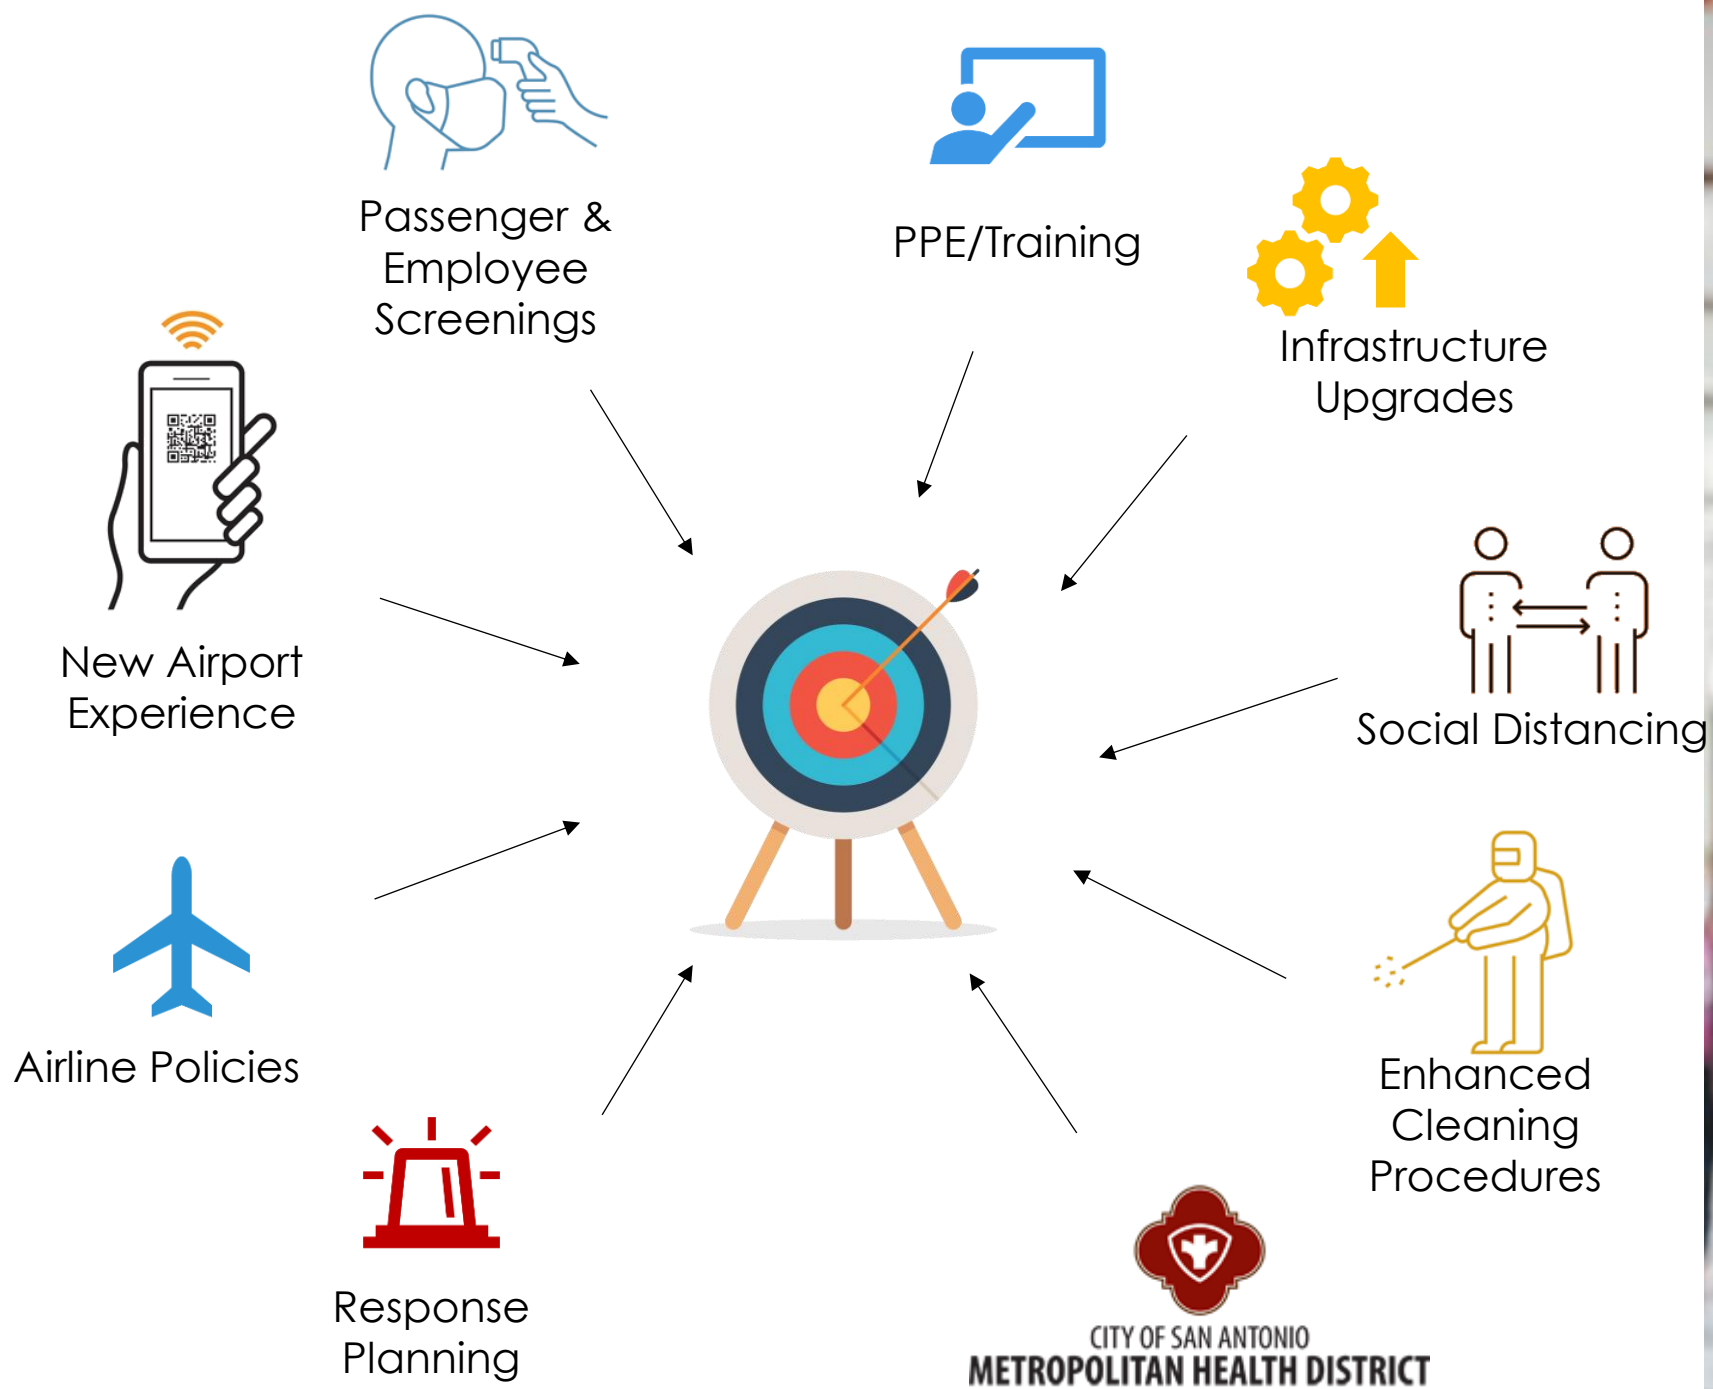 Passenger &
Employee
Screenings
PPE/Training
Infrastructure
Upgrades
New Airport
Experience
Social Distancing
Airline Policies
Enhanced
Cleaning
Procedures
Response
Planning
CITY OF SAN ANTONIO
METROPOLITAN HEALTH DISTRICT